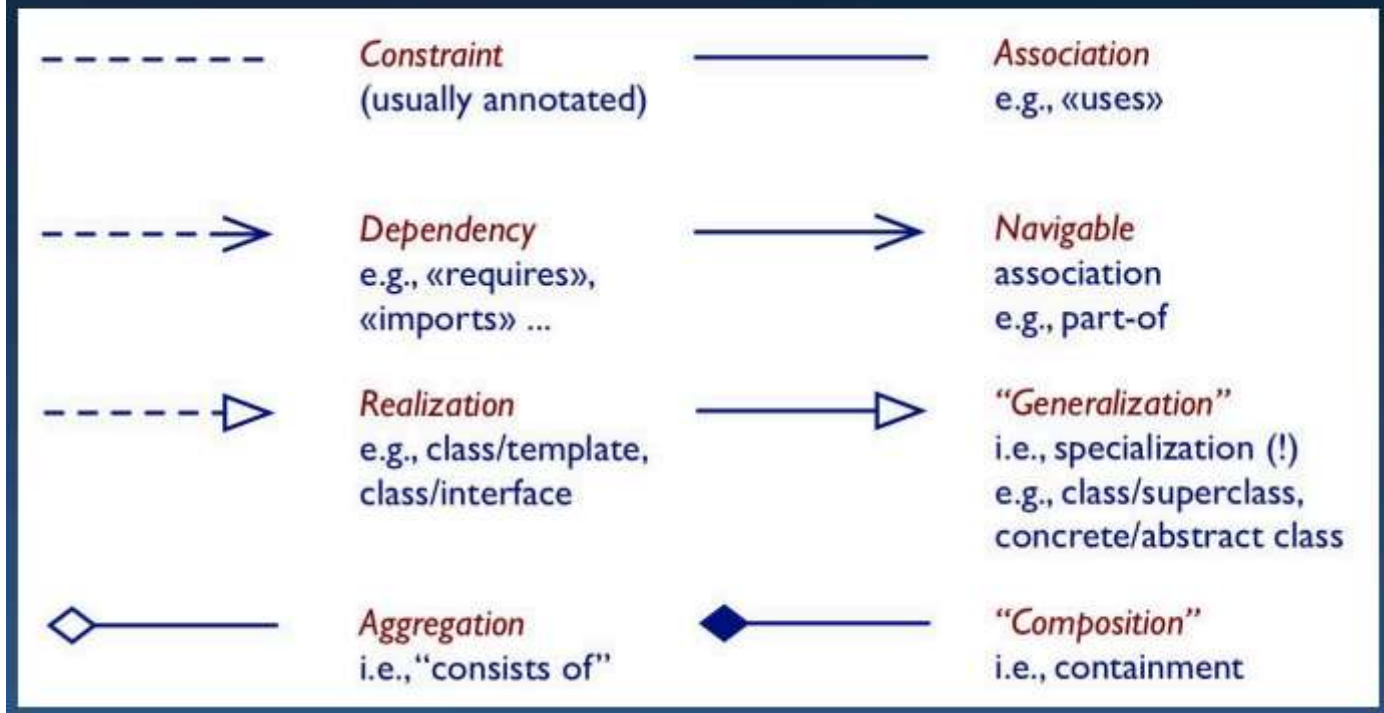 Constraint
(usually annotated)
Association
e.g., «uses»
Dependency
e.g., «requires»,
«imports» ...
Navigable
association
e.g., part-of
Realization
e.g., class/template,
class/interface
“Generalization”
i.e., specialization (!)
e.g., class/superclass,
concrete/abstract class
Aggregation
i.e., “consists of”
“Composition”
i.e., containment